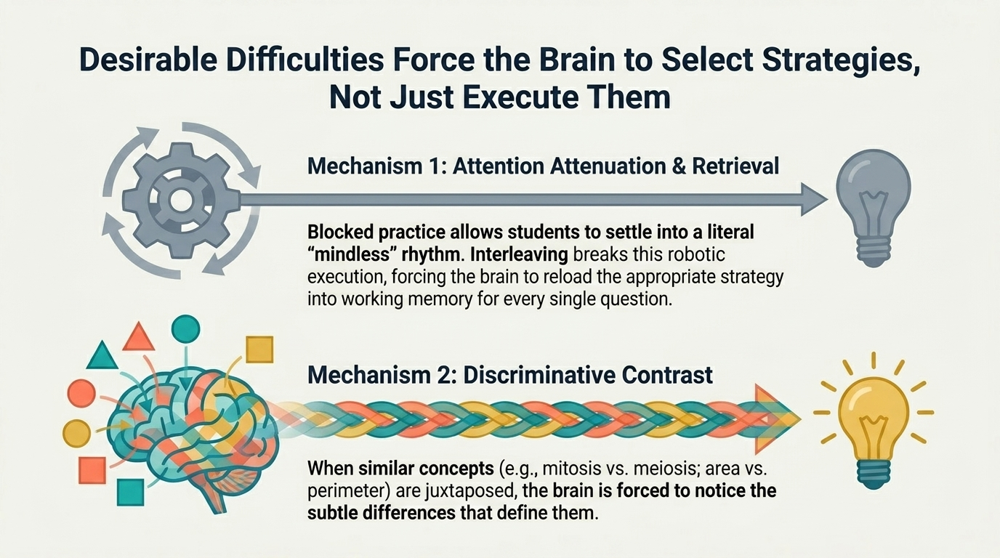 Desirable Difficulties Force the Brain to Select Strategies,
Not Just Execute Them
Mechanism 1: Attention Attenuation & Retrieval
Blocked practice allows students to settle into a literal
“mindless” rhythm. Interleaving breaks this robotic
execution, forcing the brain to reload the appropriate strategy
into working memory for every single question.
Mechanism 2: Discriminative Contrast
When similar concepts (e.g., mitosis vs. meiosis; area vs.
perimeter) are juxtaposed, the brain is forced to notice the
subtle differences that define them.